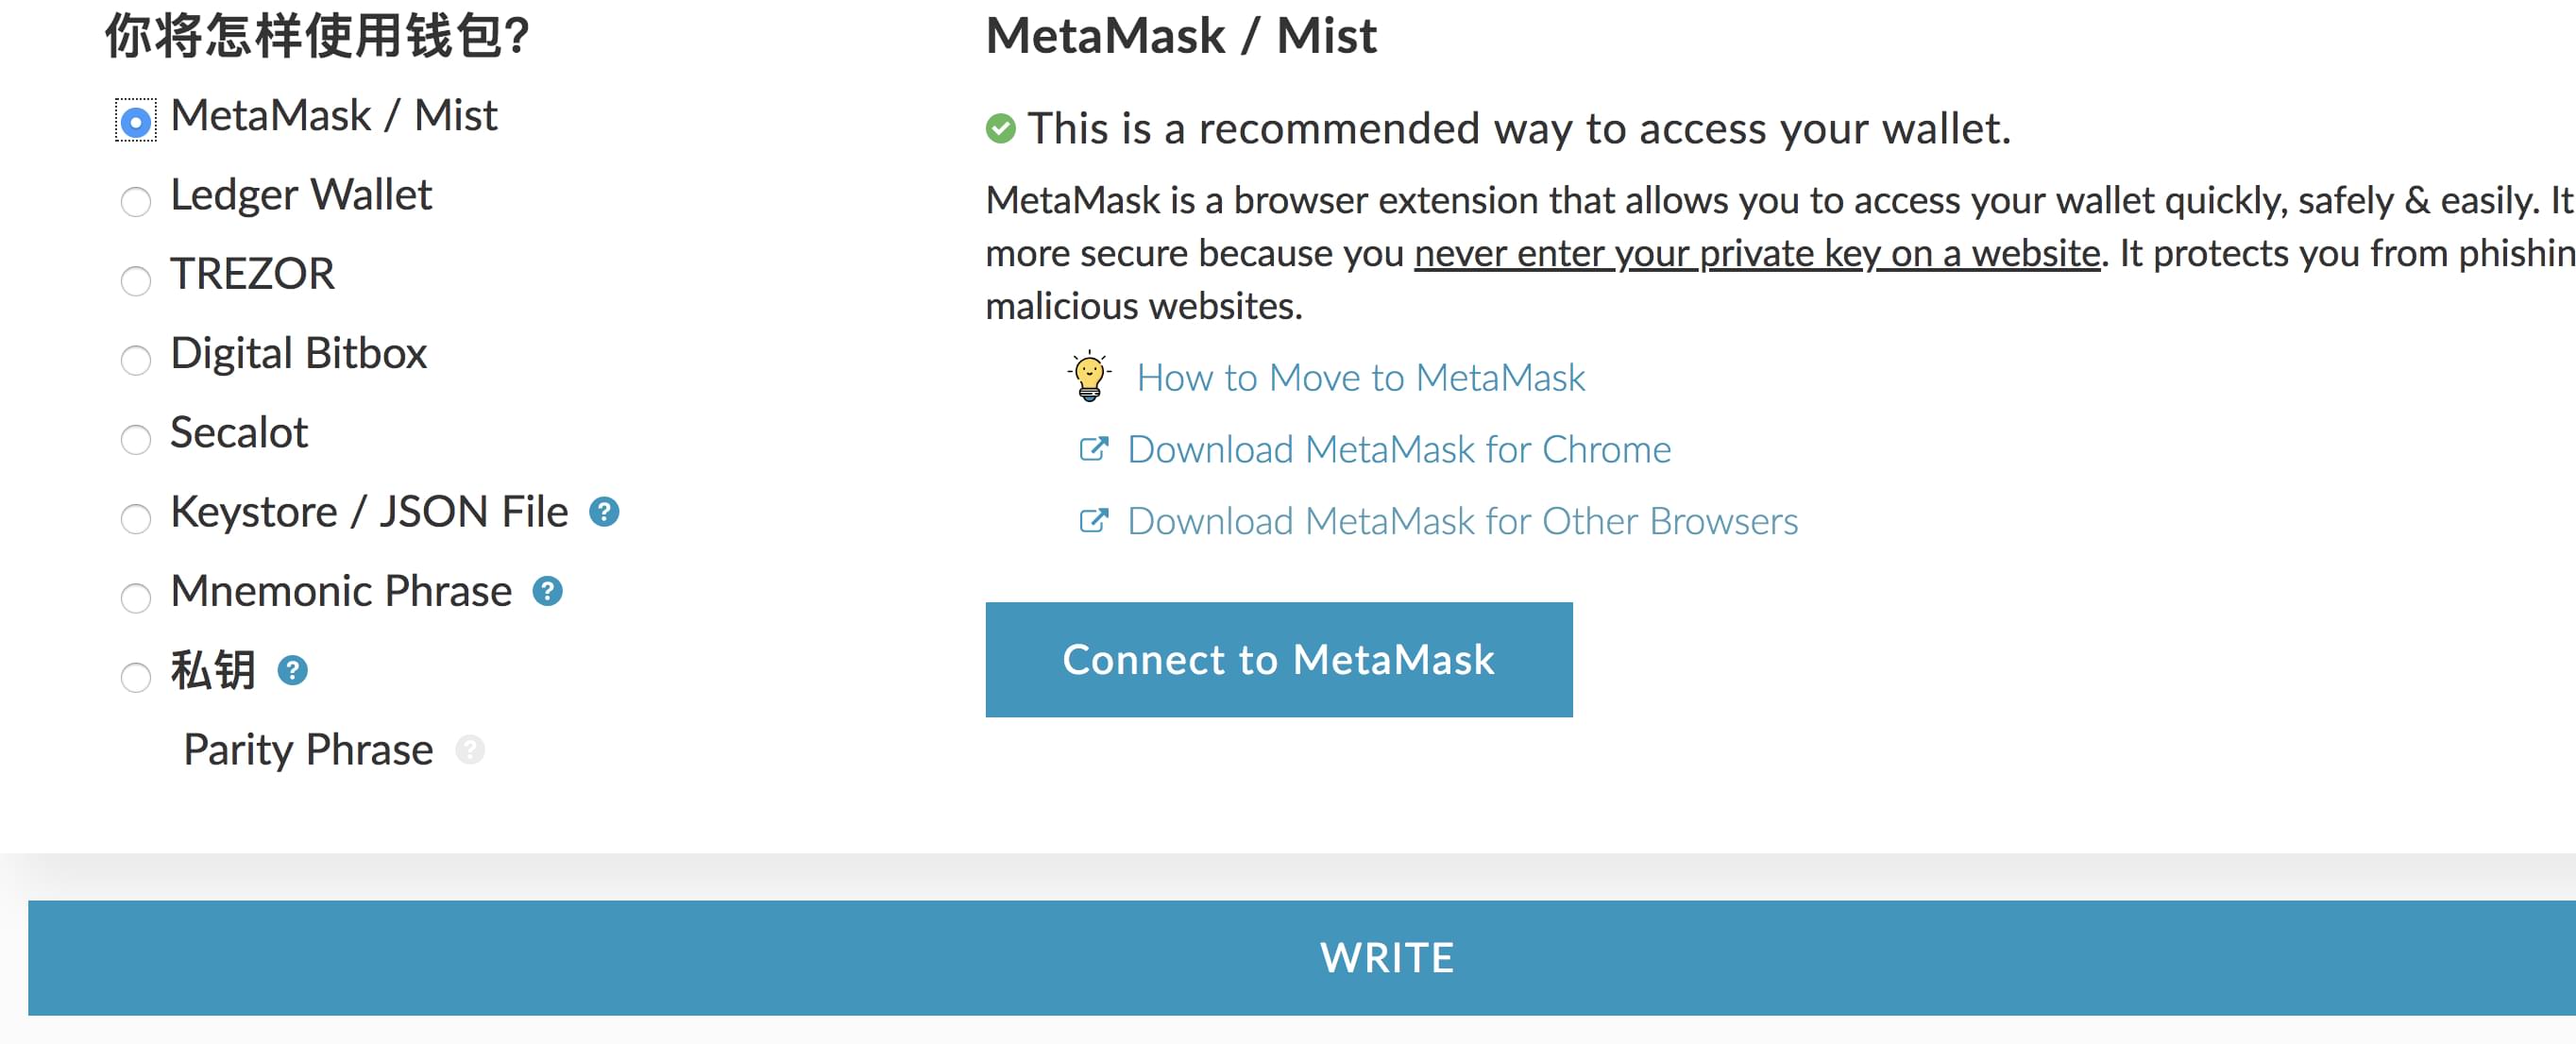 你将怎样使用钱包?
MetaMask / Mist
Ledger Wallet
TREZOR
Digital Bitbox
Secalot
Keystore / JSON File ?
Mnemonic Phrase ?
私钥 ?
Parity Phrase ?
MetaMask / Mist
This is a recommended way to access your wallet.
MetaMask is a browser extension that allows you to access your wallet quickly, safely & easily. It
more secure because you never enter your private key on a website. It protects you from phishin
malicious websites.
How to Move to MetaMask
Download MetaMask for Chrome
Download MetaMask for Other Browsers
Connect to MetaMask
WRITE